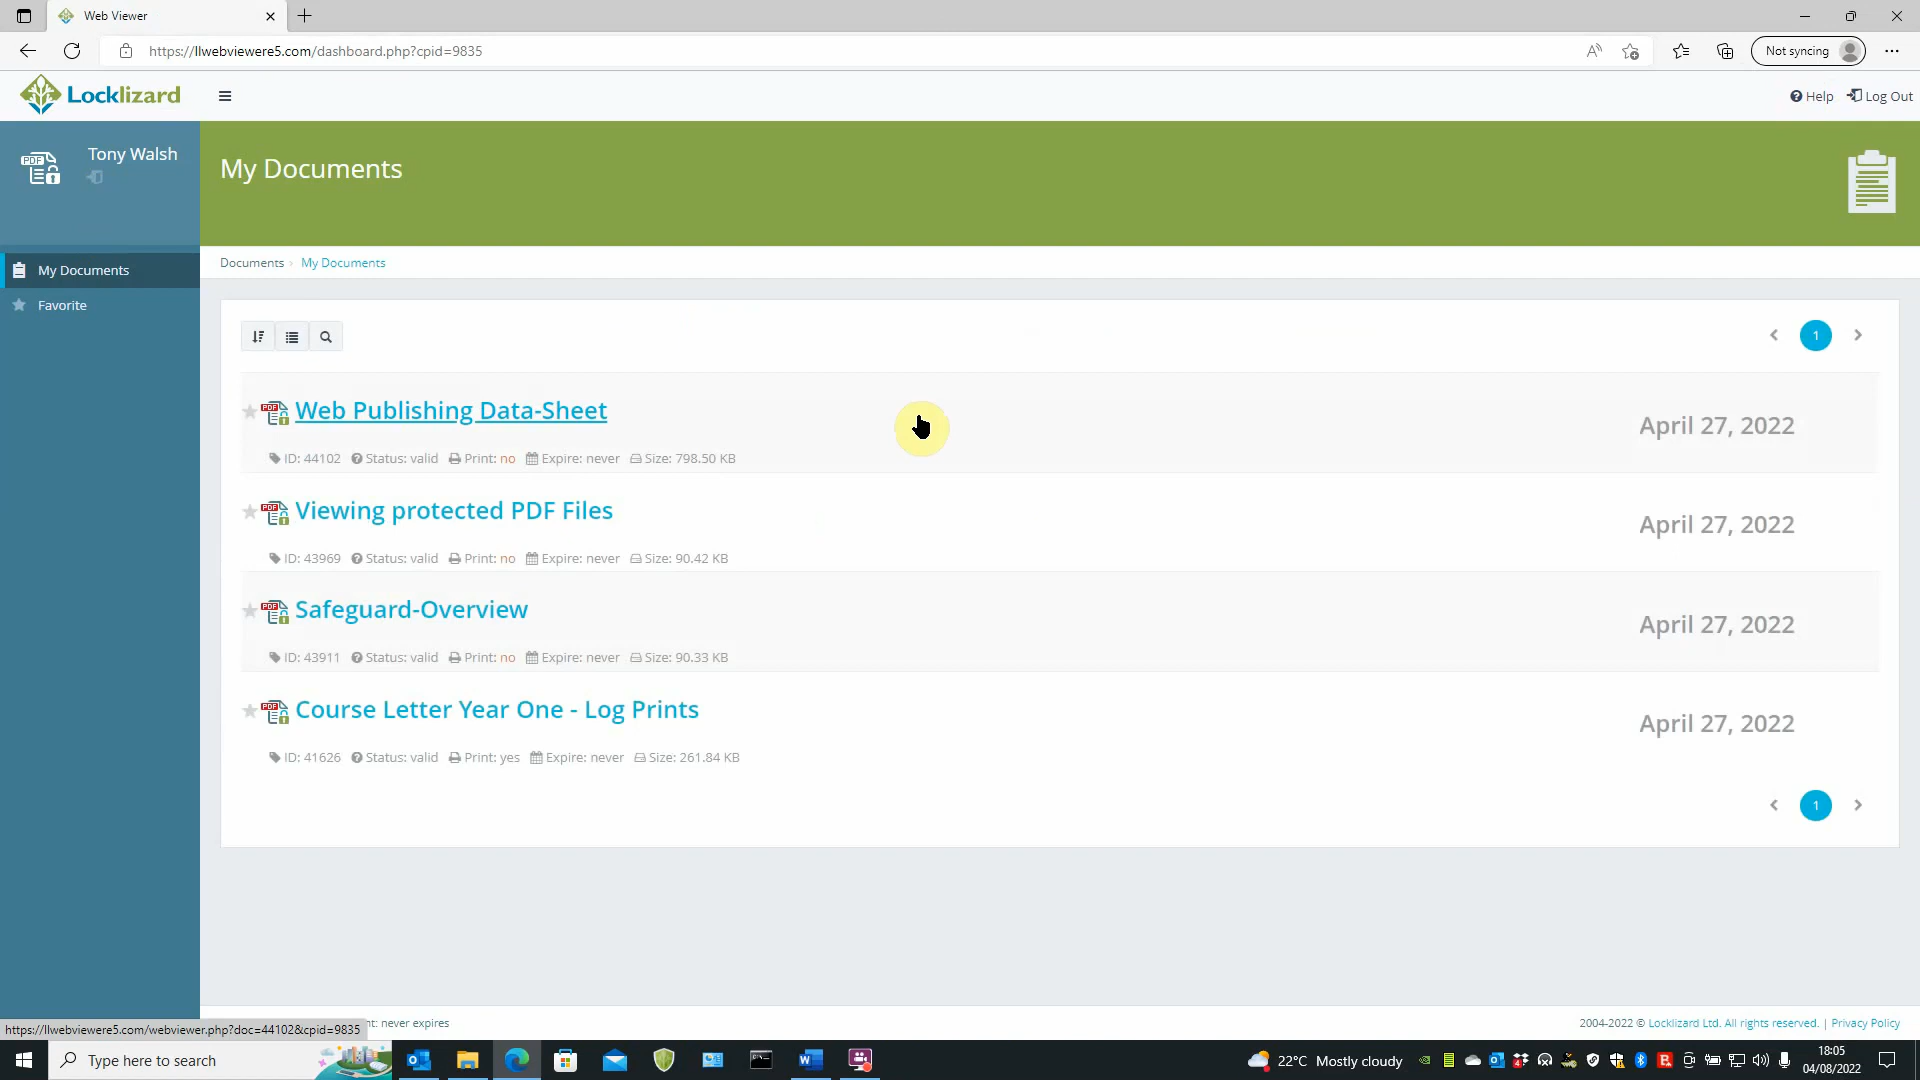 Web Viewer
https://llwebviewere5.com/dashboard.php?cpid=9835
Not syncing
Locklizard
Help
Log Out
Tony Walsh
My Documents
My Documents
Favorite
Documents › My Documents
1
Web Publishing Data-Sheet
April 27, 2022
ID: 44102 Status: valid Print: no Expire: never Size: 798.50 KB
Viewing protected PDF Files
April 27, 2022
ID: 43969 Status: valid Print: no Expire: never Size: 90.42 KB
Safeguard-Overview
April 27, 2022
ID: 43911 Status: valid Print: no Expire: never Size: 90.33 KB
Course Letter Year One - Log Prints
April 27, 2022
ID: 41626 Status: valid Print: yes Expire: never Size: 261.84 KB
1
never expires
2004-2022 © Locklizard Ltd. All rights reserved. | Privacy Policy
https://llwebviewere5.com/webviewer.php?doc=44102&cpid=9835
Type here to search
22°C Mostly cloudy
18:05
04/08/2022